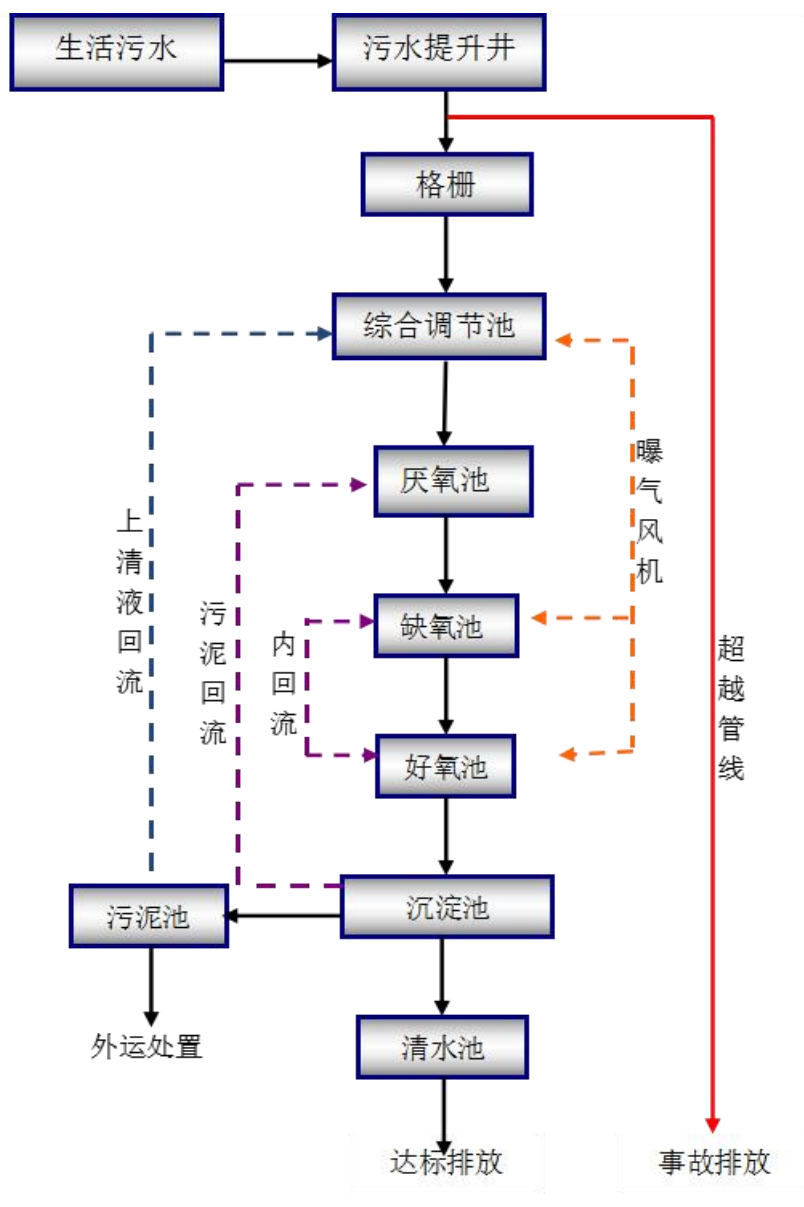 生活污水
污水提升井
格栅
综合调节池
厌氧池
缺氧池
好氧池
沉淀池
污泥池
清水池
外运处置
达标排放
事故排放
上清液回流
污泥回流
内回流
曝气风机
超越管线